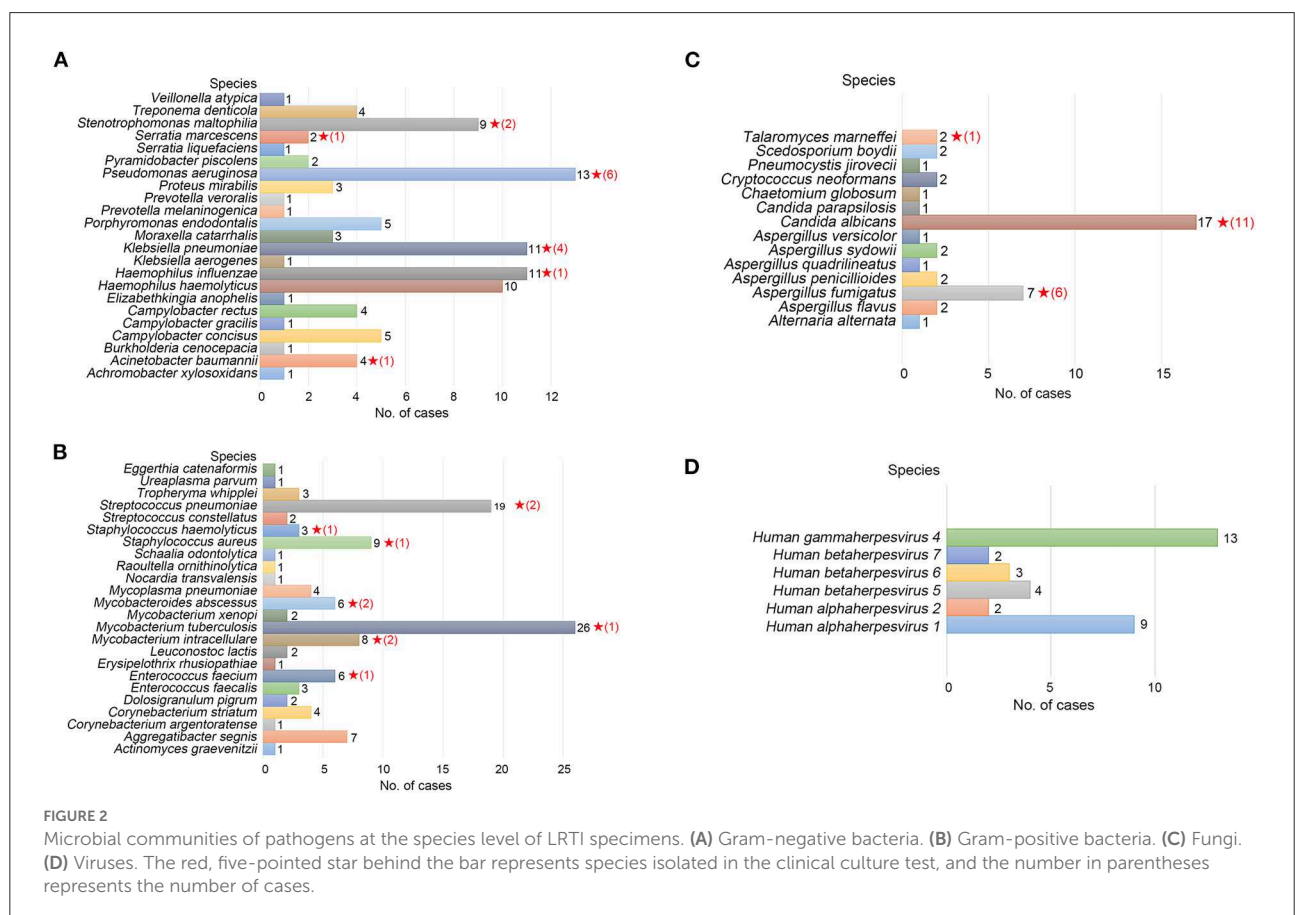 A
Species
Veillonella atypica 1
Treponema denticola 4
Stenotrophomonas maltophilia 9 ★(2)
Serratia marcescens 2 ★(1)
Serratia liquefaciens 1
Pyramidobacter piscolens 2
Pseudomonas aeruginosa 13 ★(6)
Proteus mirabilis 3
Prevotella veroralis 1
Prevotella melaninogenica 1
Porphyromonas endodontalis 5
Moraxella catarrhalis 3
Klebsiella pneumoniae 11 ★(4)
Klebsiella aerogenes 1
Haemophilus influenzae 11 ★(1)
Haemophilus haemolyticus 10
Elizabethkingia anophelis 1
Campylobacter rectus 4
Campylobacter gracilis 1
Campylobacter concisus 5
Burkholderia cenocepacia 1
Acinetobacter baumannii 4 ★(1)
Achromobacter xylosoxidans 1
0 2 4 6 8 10 12
No. of cases
B
Species
Eggerthia catenaformis 1
Ureaplasma parvum 1
Tropheryma whipplei 3
Streptococcus pneumoniae 19 ★(2)
Streptococcus constellatus 2
Staphylococcus haemolyticus 3 ★(1)
Staphylococcus aureus 9 ★(1)
Schaalia odontolytica 1
Raoultella ornithinolytica 1
Nocardia transvalensis 1
Mycoplasma pneumoniae 4
Mycobacteroides abscessus 6 ★(2)
Mycobacterium xenopi 2
Mycobacterium tuberculosis 26 ★(1)
Mycobacterium intracellulare 8 ★(2)
Leuconostoc lactis 2
Erysipelothrix rhusiopathiae 1
Enterococcus faecium 6 ★(1)
Enterococcus faecalis 3
Dolosigranulum pigrum 2
Corynebacterium striatum 4
Corynebacterium argentoratense 1
Aggregatibacter segnis 7
Actinomyces graevenitzii 1
0 5 10 15 20 25
No. of cases
C
Species
Talaromyces marneffei 2 ★(1)
Scedosporium boydii 2
Pneumocystis jirovecii 1
Cryptococcus neoformans 2
Chaetomium globosum 1
Candida parapsilosis 1
Candida albicans 17 ★(11)
Aspergillus versicolor 1
Aspergillus sydowii 2
Aspergillus quadrilineatus 1
Aspergillus penicillioides 2
Aspergillus fumigatus 7 ★(6)
Aspergillus flavus 2
Alternaria alternata 1
0 5 10 15
No. of cases
D
Species
Human gammaherpesvirus 4 13
Human betaherpesvirus 7 2
Human betaherpesvirus 6 3
Human betaherpesvirus 5 4
Human alphaherpesvirus 2 2
Human alphaherpesvirus 1 9
0 5 10
No. of cases
FIGURE 2
Microbial communities of pathogens at the species level of LRTI specimens. (A) Gram-negative bacteria. (B) Gram-positive bacteria. (C) Fungi.
(D) Viruses. The red, five-pointed star behind the bar represents species isolated in the clinical culture test, and the number in parentheses
represents the number of cases.